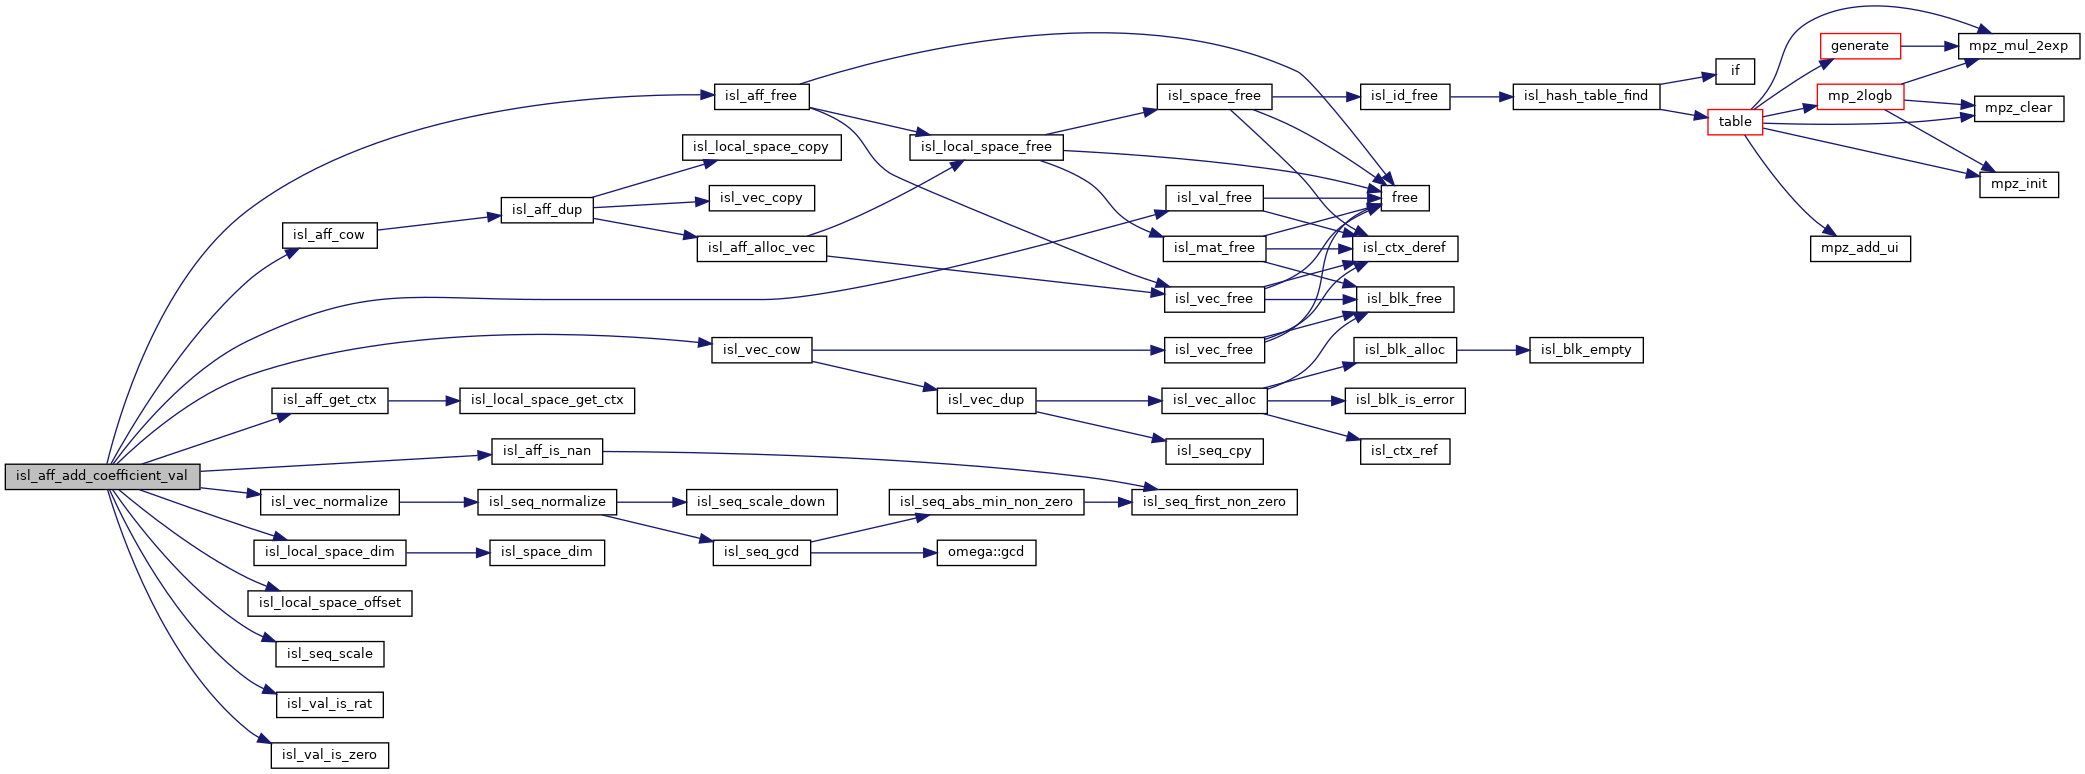 isl_aff_add_coefficient_val
isl_aff_free
isl_aff_cow
isl_aff_dup
isl_local_space_copy
isl_vec_copy
isl_aff_alloc_vec
isl_local_space_free
isl_space_free
isl_id_free
isl_hash_table_find
if
table
generate
mp_2logb
mpz_mul_2exp
mpz_clear
mpz_init
mpz_add_ui
isl_val_free
isl_mat_free
isl_vec_free
free
isl_ctx_deref
isl_blk_free
isl_vec_cow
isl_vec_free
isl_vec_dup
isl_vec_alloc
isl_seq_cpy
isl_blk_alloc
isl_blk_empty
isl_blk_is_error
isl_ctx_ref
isl_aff_get_ctx
isl_local_space_get_ctx
isl_aff_is_nan
isl_vec_normalize
isl_seq_normalize
isl_seq_scale_down
isl_seq_abs_min_non_zero
isl_seq_first_non_zero
isl_seq_gcd
omega::gcd
isl_local_space_dim
isl_space_dim
isl_local_space_offset
isl_seq_scale
isl_val_is_rat
isl_val_is_zero